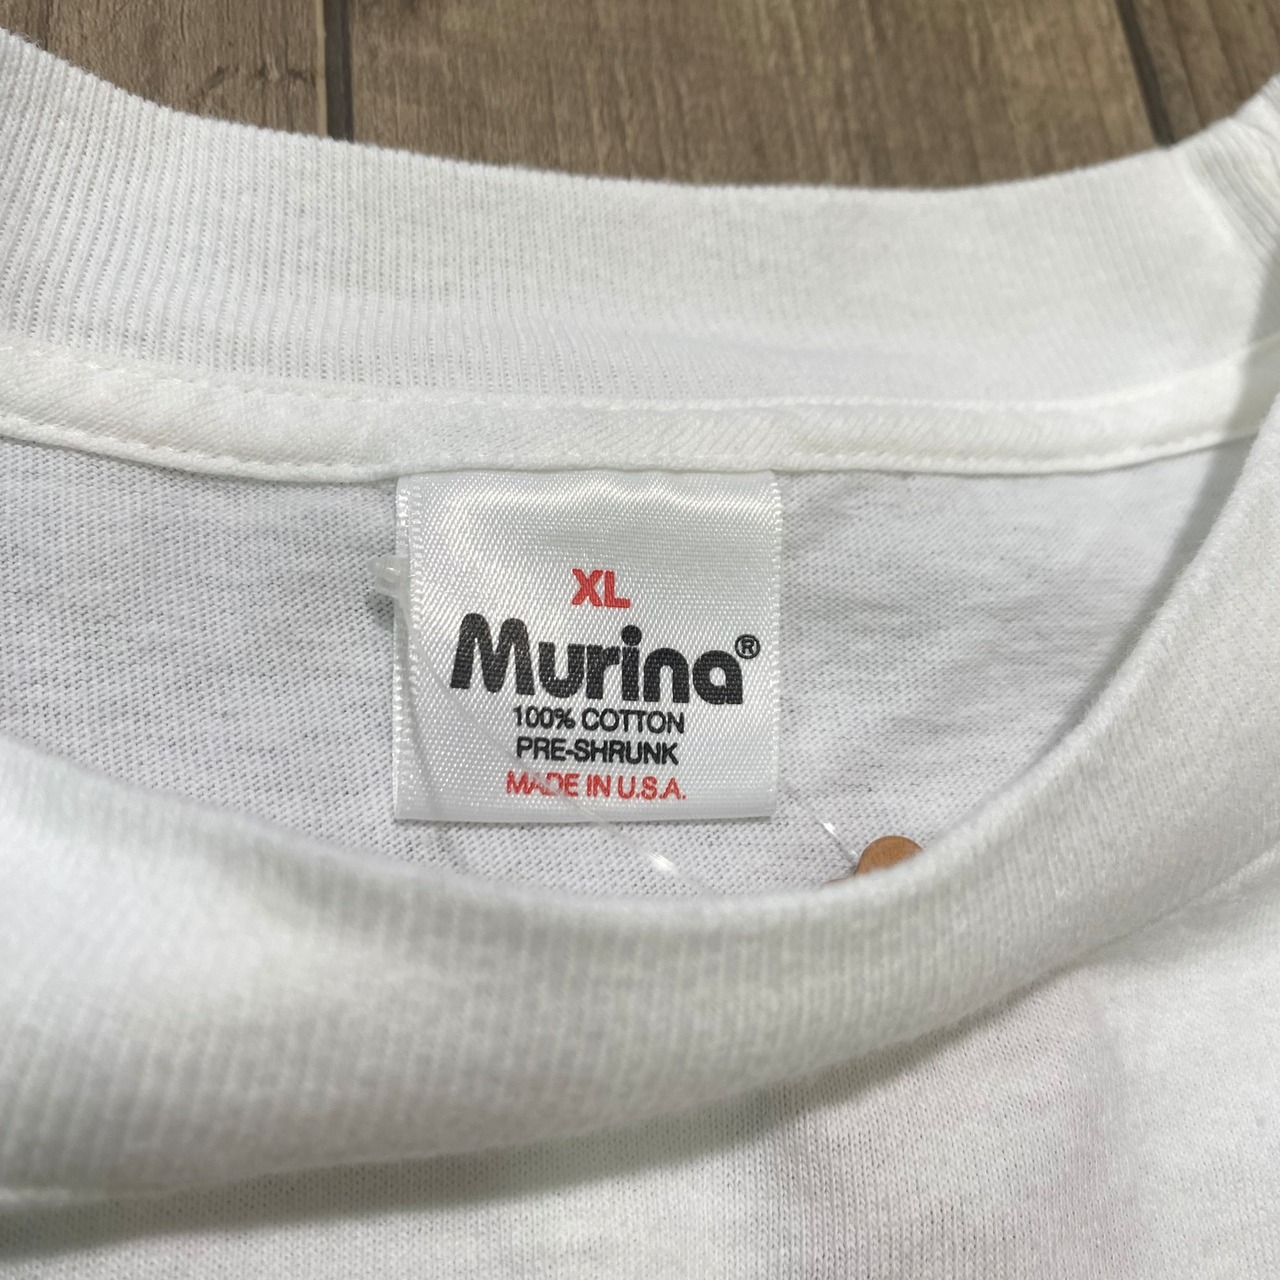 XL
Murina®
100% COTTON
PRE-SHRUNK
MADE IN U.S.A.